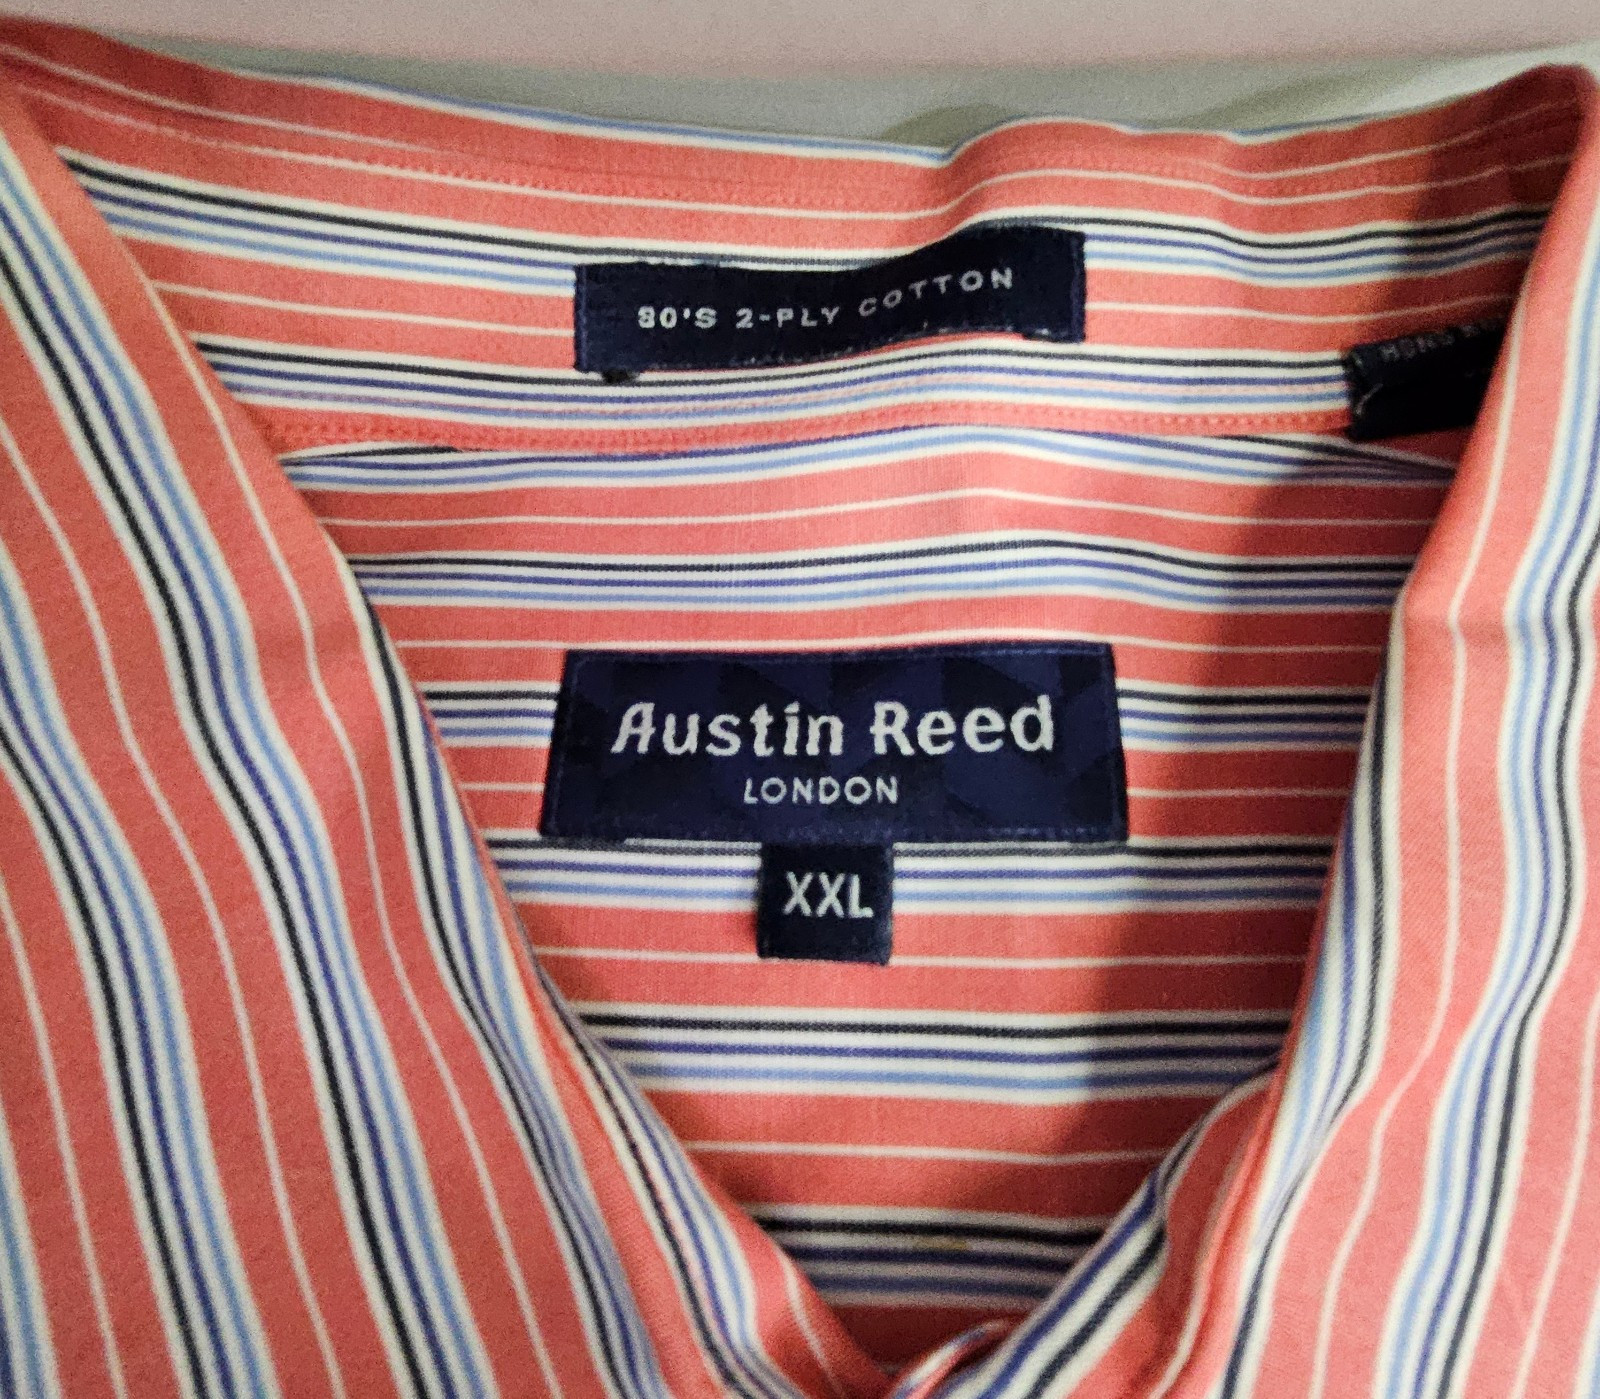 80'S 2-PLY COTTON
Austin Reed
LONDON
XXL